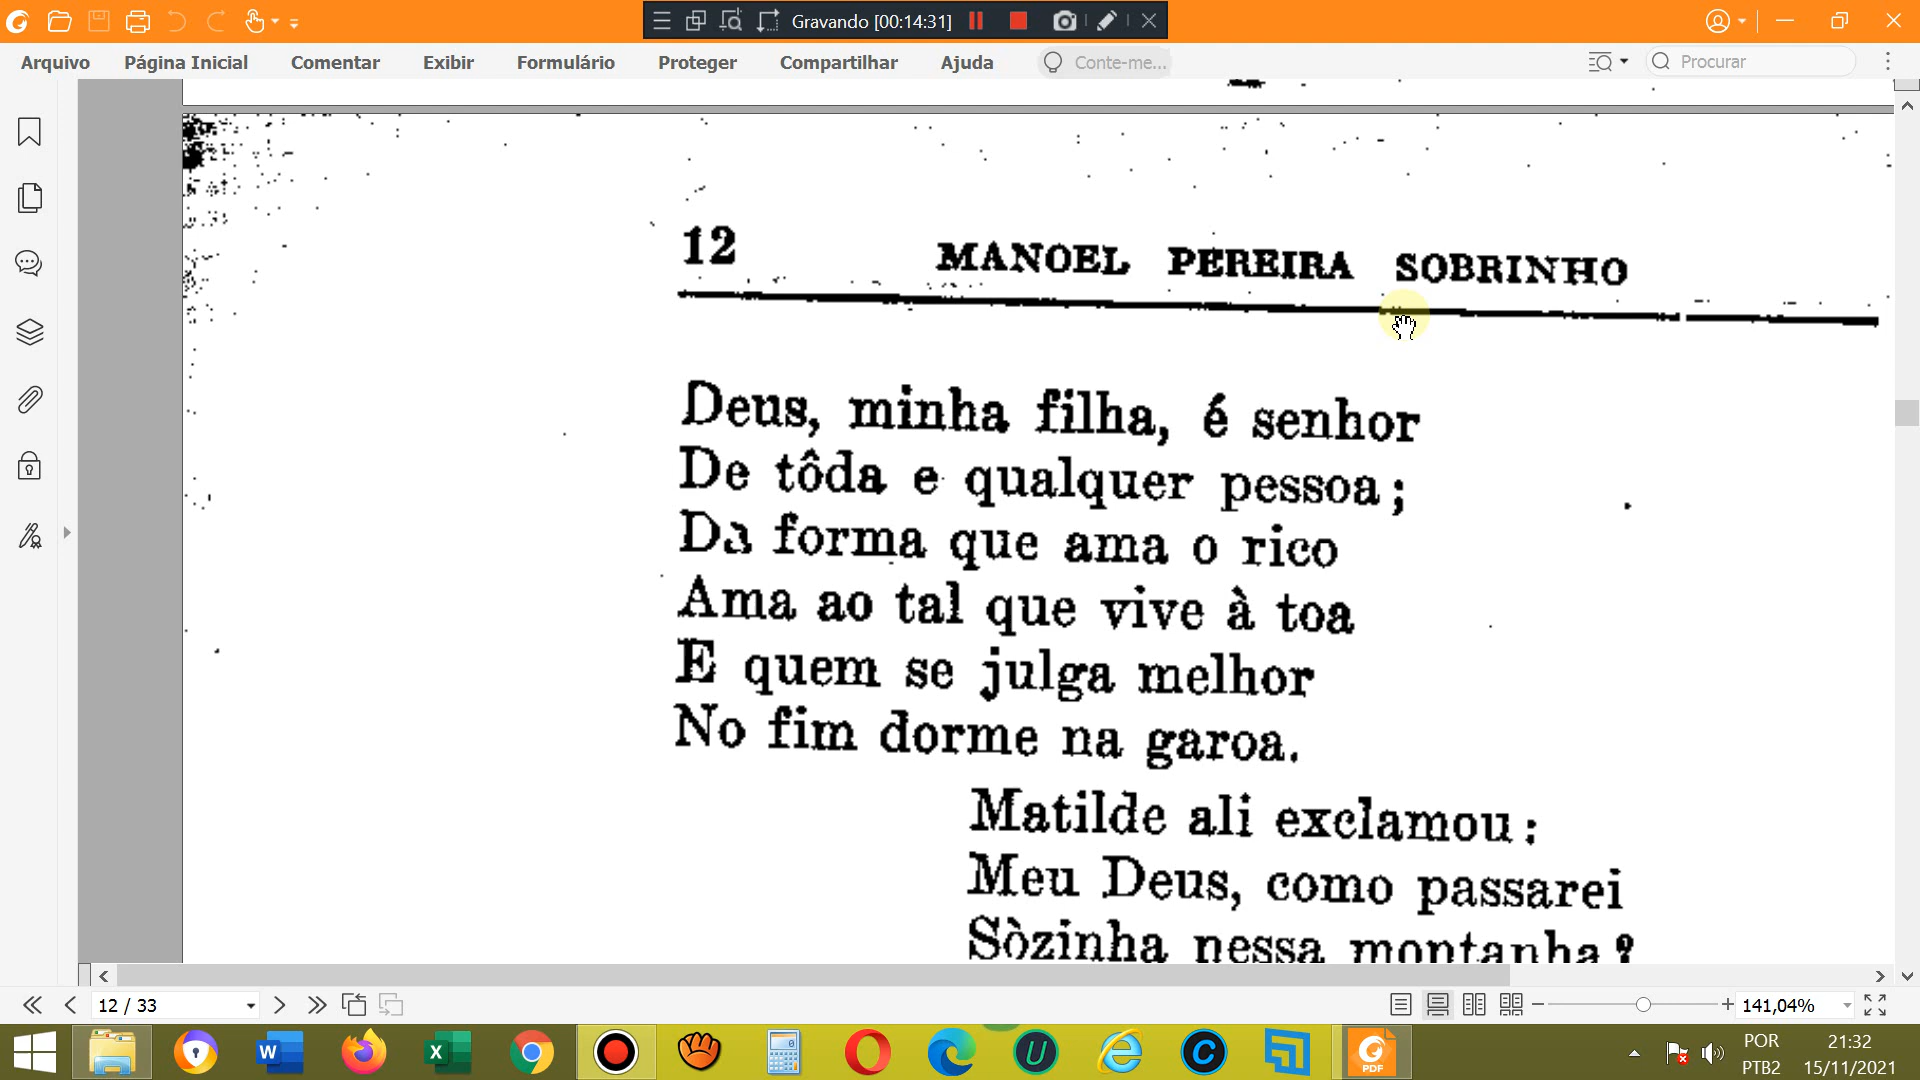 Gravando [00:14:31]
Arquivo Página Inicial Comentar Exibir Formulário Proteger Compartilhar Ajuda Conte-me... Procurar
12 MANOEL PEREIRA SOBRINHO
Deus, minha filha, é senhor
De tôda e qualquer pessoa;
Da forma que ama o rico
Ama ao tal que vive à toa
E quem se julga melhor
No fim dorme na garoa.
Matilde ali exclamou:
Meu Deus, como passarei
Sòzinha nessa montanha?
12 / 33
141,04%
POR 21:32
PTB2 15/11/2021